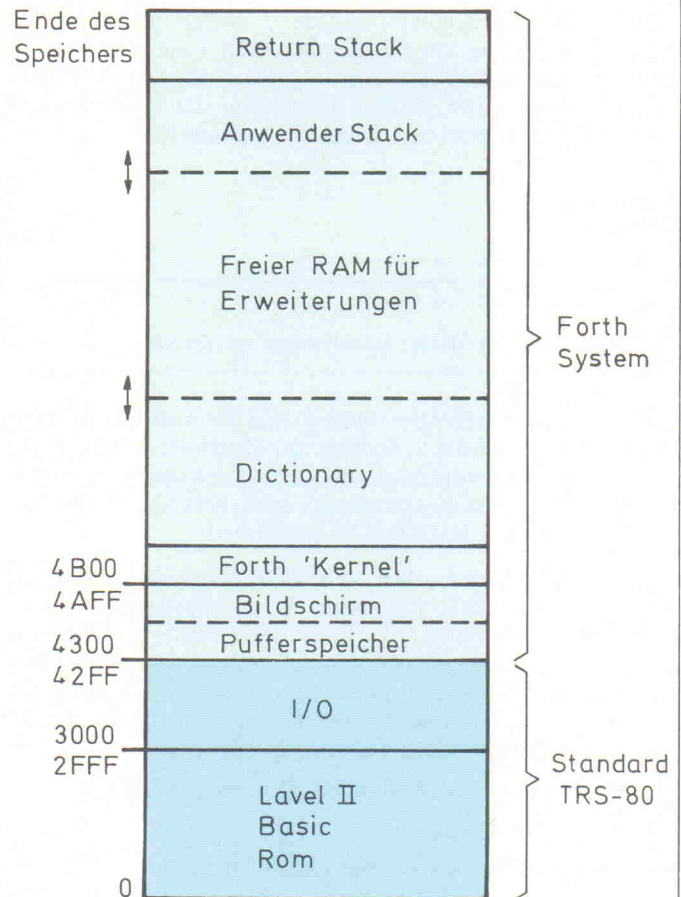 Ende des
Speichers
Return Stack
Anwender Stack
Freier RAM für
Erweiterungen
Forth
System
Dictionary
Forth 'Kernel'
4B00
4AFF
Bildschirm
Pufferspeicher
4300
42FF
I/O
3000
2FFF
Standard
TRS-80
Lavel II
Basic
Rom
0